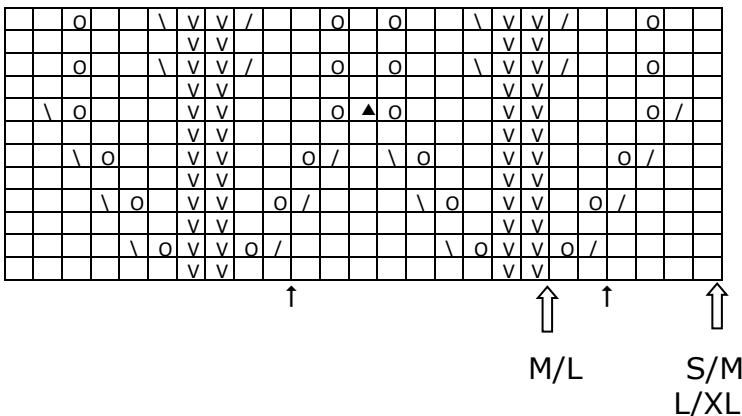 O \ V V / O O \ V V / O
V V V V
O \ V V / O O \ V V / O
V V V V
\ O V V O ▲ O V V O /
V V V V
\ O V V O / \ O V V O /
V V V V
\ O V V O / \ O V V O /
V V V V
\ O V V O / \ O V V O /
V V V V
↑ ⇧ ↑ ⇧
M/L S/M
L/XL